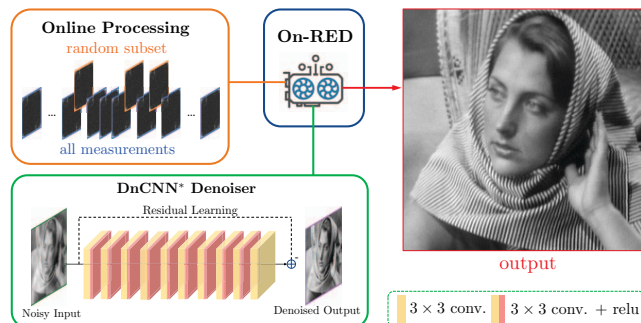 Online Processing
random subset
...
...
all measurements
On-RED
output
DnCNN* Denoiser
Residual Learning
-
Noisy Input
Denoised Output
3 × 3 conv.
3 × 3 conv. + relu